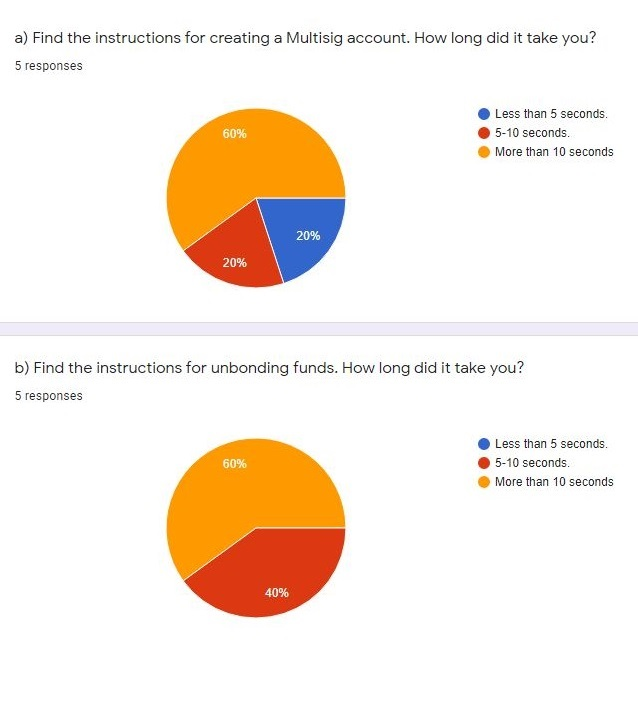 a) Find the instructions for creating a Multisig account. How long did it take you?
5 responses
Less than 5 seconds.
5-10 seconds.
More than 10 seconds
60%
20%
20%
b) Find the instructions for unbonding funds. How long did it take you?
5 responses
Less than 5 seconds.
5-10 seconds.
More than 10 seconds
60%
40%